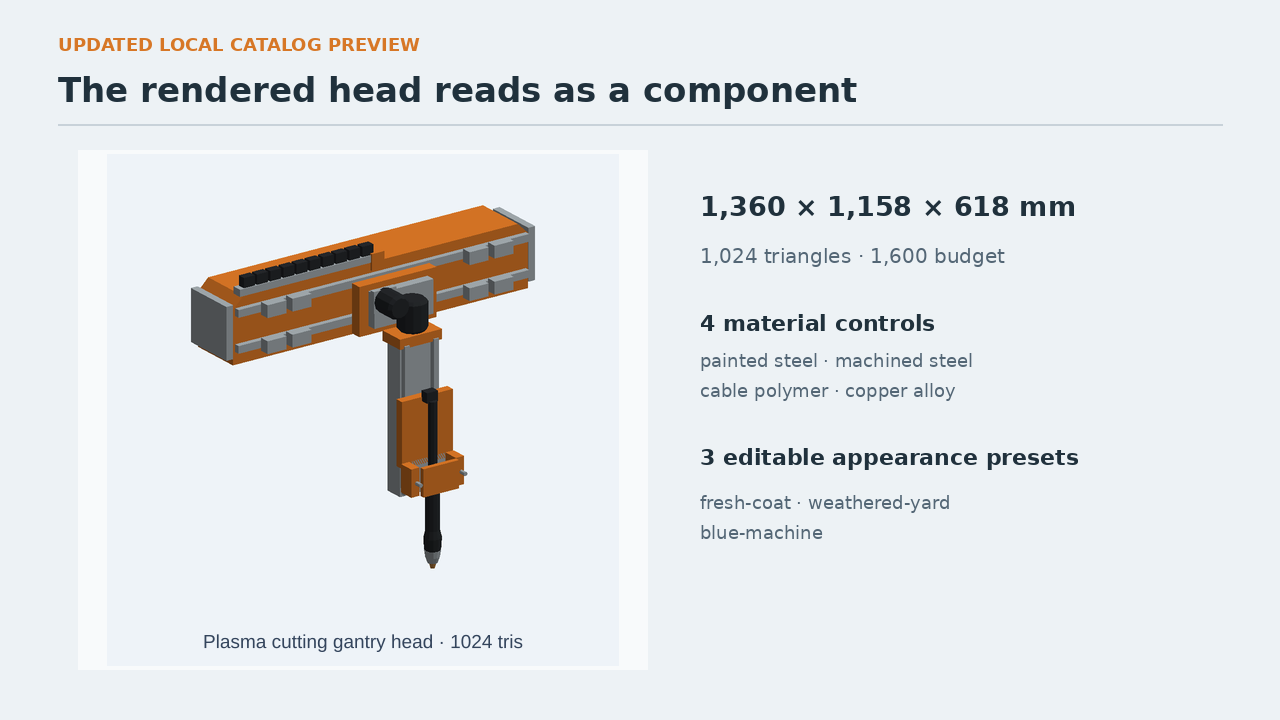 UPDATED LOCAL CATALOG PREVIEW
The rendered head reads as a component
Plasma cutting gantry head · 1024 tris
1,360 × 1,158 × 618 mm
1,024 triangles · 1,600 budget
4 material controls
painted steel · machined steel
cable polymer · copper alloy
3 editable appearance presets
fresh-coat · weathered-yard
blue-machine